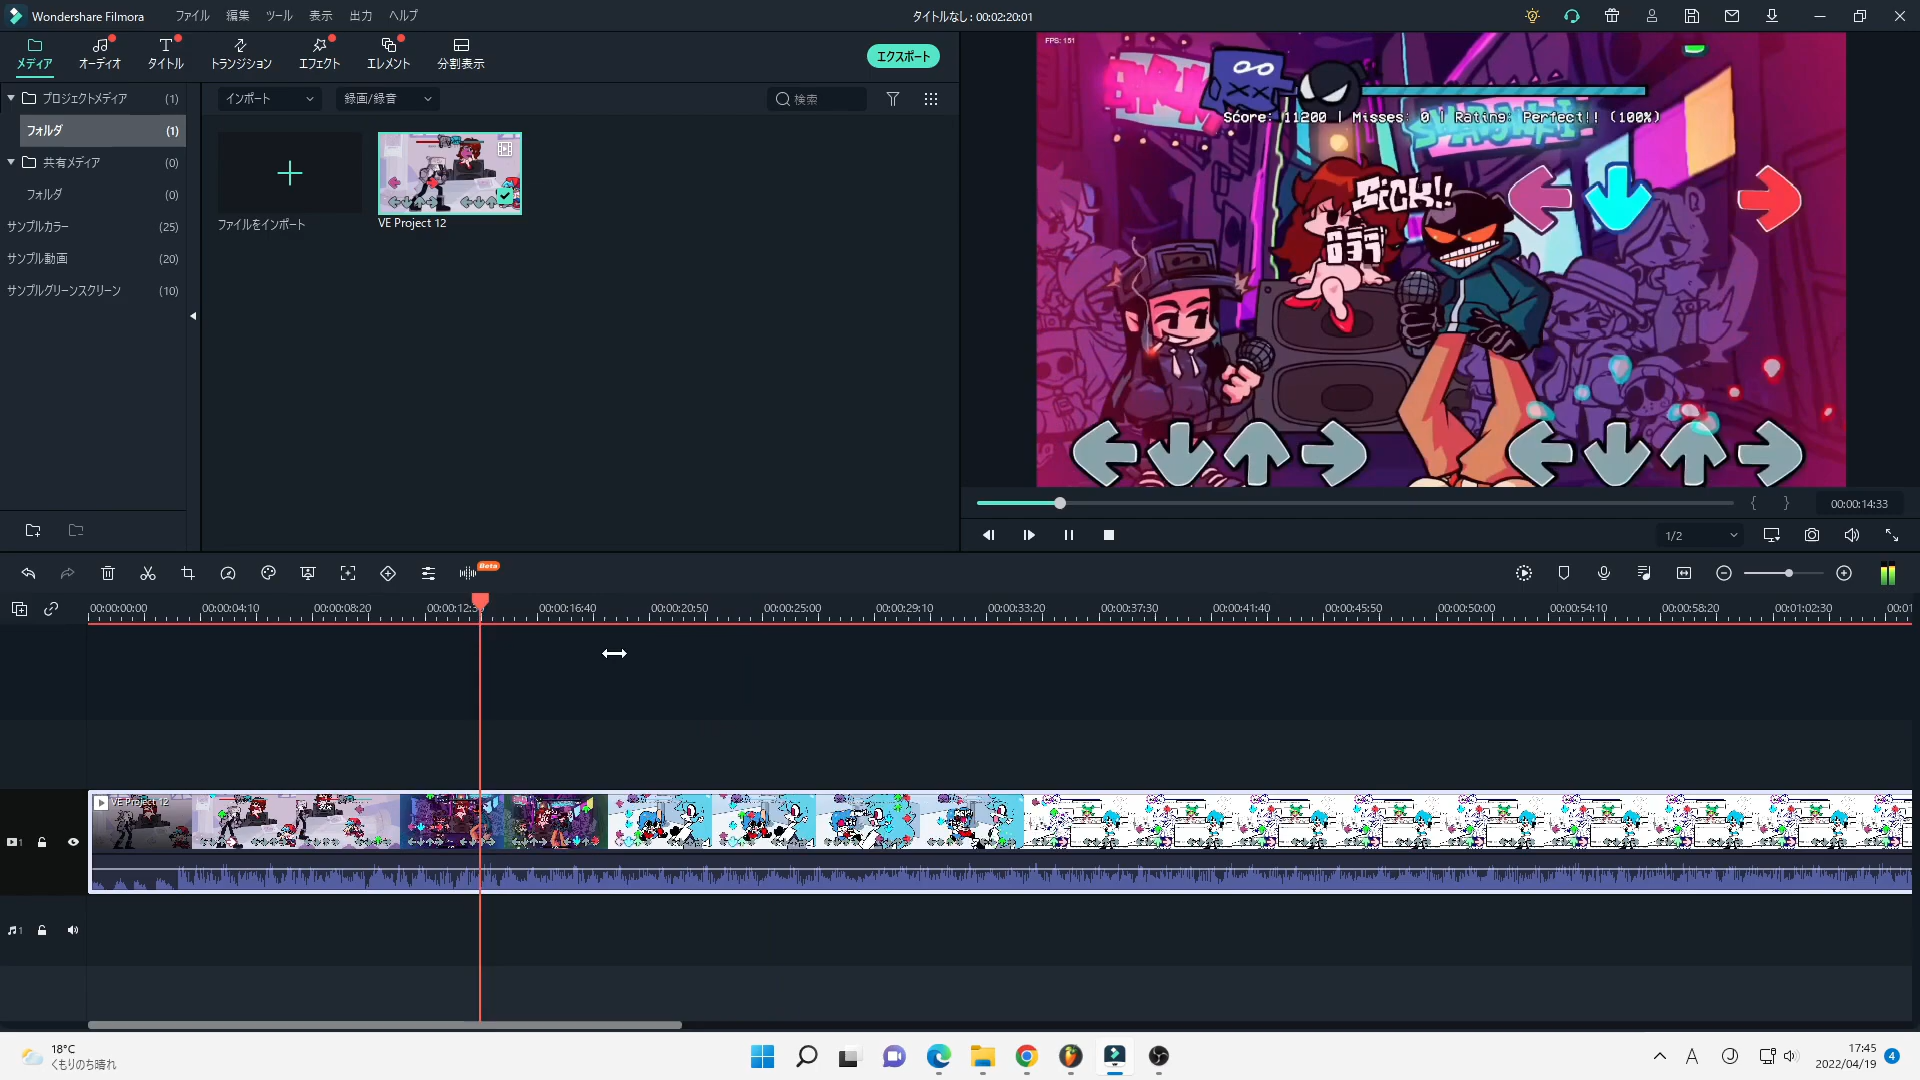 Wondershare Filmora
ファイル
編集
ツール
表示
出力
ヘルプ
タイトルなし : 00:02:20:01
メディア
オーディオ
タイトル
トランジション
エフェクト
エレメント
分割表示
エクスポート
プロジェクトメディア (1)
フォルダ (1)
共有メディア (0)
フォルダ (0)
サンプルカラー (25)
サンプル動画 (20)
サンプルグリーンスクリーン (10)
インポート
録画/録音
検索
ファイルをインポート
VE Project 12
FPS: 151
Score: 11200 | Misses: 0 | Rating: Perfect!! (100%)
SiCK!!
039
00:00:14:33
1/2
Beta
00:00:00:00
00:00:04:10
00:00:08:20
00:00:12:3
00:00:16:40
00:00:20:50
00:00:25:00
00:00:29:10
00:00:33:20
00:00:37:30
00:00:41:40
00:00:45:50
00:00:50:00
00:00:54:10
00:00:58:20
00:01:02:30
00:01
VE Project 12
1
1
18°C
くもりのち晴れ
A
17:45
2022/04/19
4